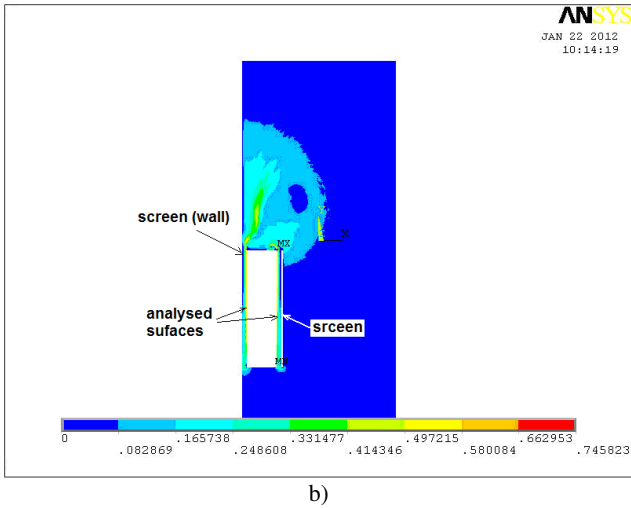 ANSYS
JAN 22 2012
10:14:19
screen (wall)
X
MX
analysed
sufaces
srceen
MN
0 .165738 .331477 .497215 .662953
.082869 .248608 .414346 .580084 .745823
b)